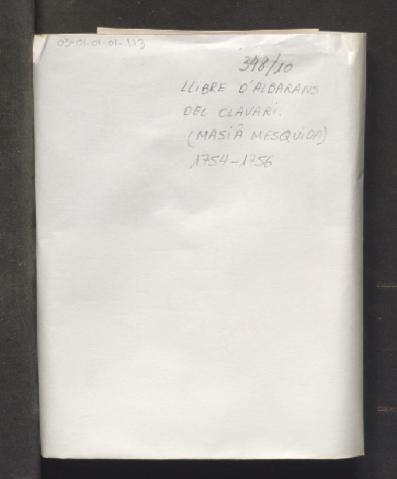 03-01-01-01-113
398/10
LLIBRE D'ALBARANS
DEL CLAVARI.
(MASIÀ MESQUIDA)
1754-1756